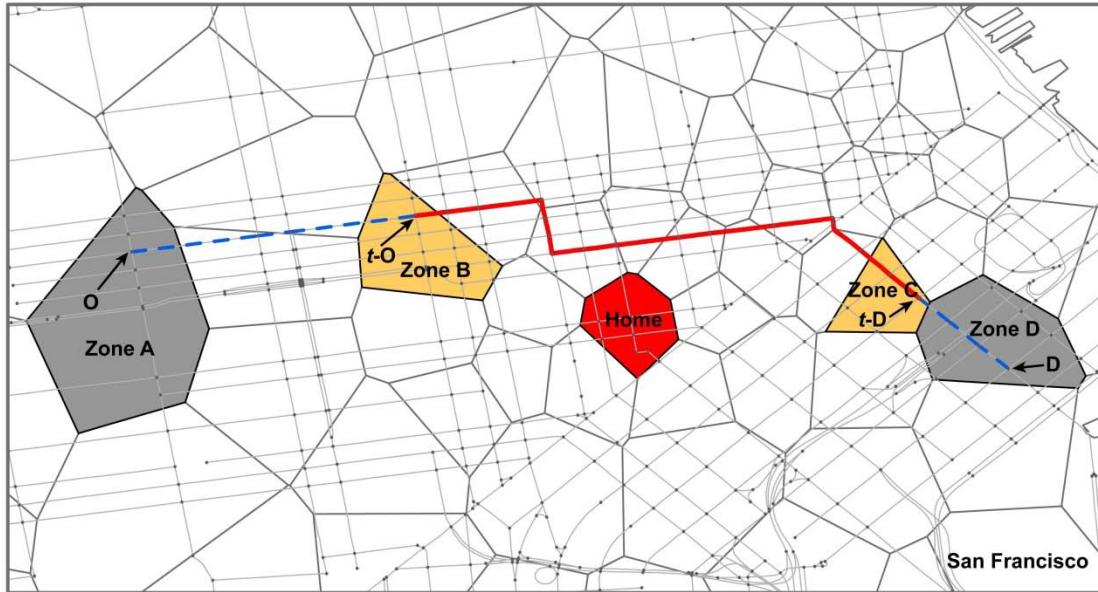 t-O
Zone B
O
Zone A
Home
Zone C
t-D
Zone D
D
San Francisco